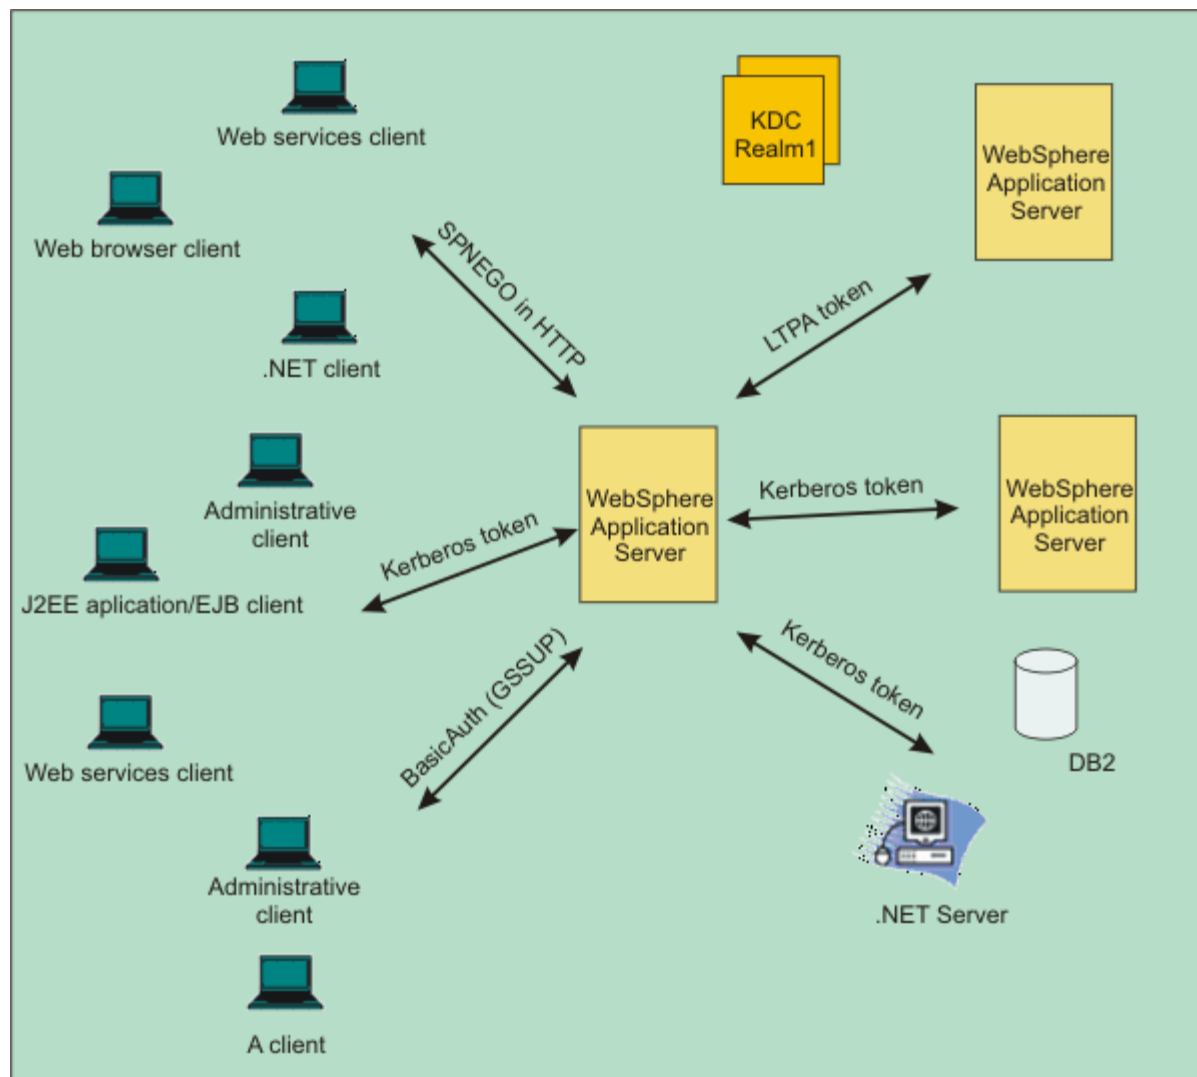 Web services client
KDC
Realm1
WebSphere
Application
Server
Web browser client
SPNEGO in HTTP
LTPA token
.NET client
Administrative
client
Kerberos token
WebSphere
Application
Server
Kerberos token
WebSphere
Application
Server
J2EE aplication/EJB client
BasicAuth (GSSUP)
Kerberos token
Web services client
DB2
Administrative
client
.NET Server
A client